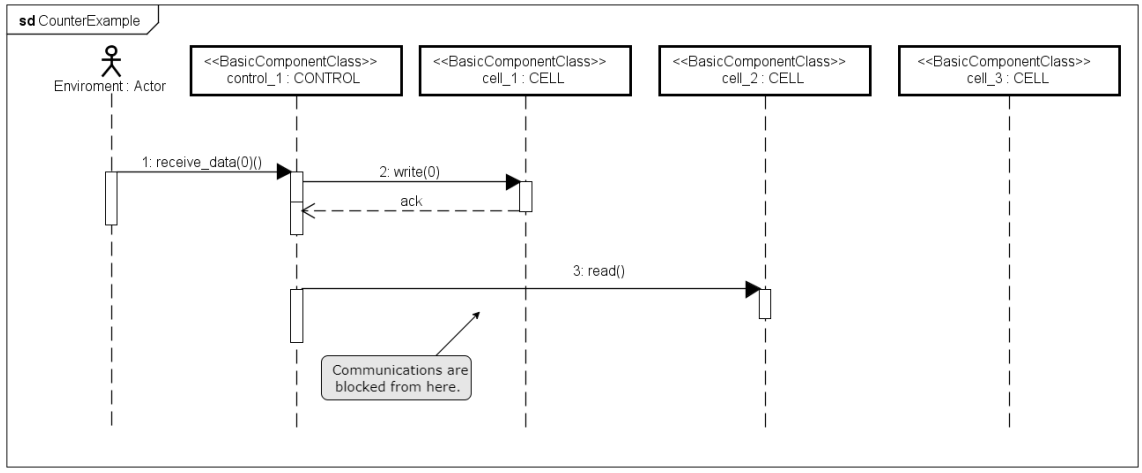 sd CounterExample
Enviroment : Actor
<<BasicComponentClass>>
control_1 : CONTROL
<<BasicComponentClass>>
cell_1 : CELL
<<BasicComponentClass>>
cell_2 : CELL
<<BasicComponentClass>>
cell_3 : CELL
1: receive_data(0)()
2: write(0)
ack
3: read()
Communications are
blocked from here.